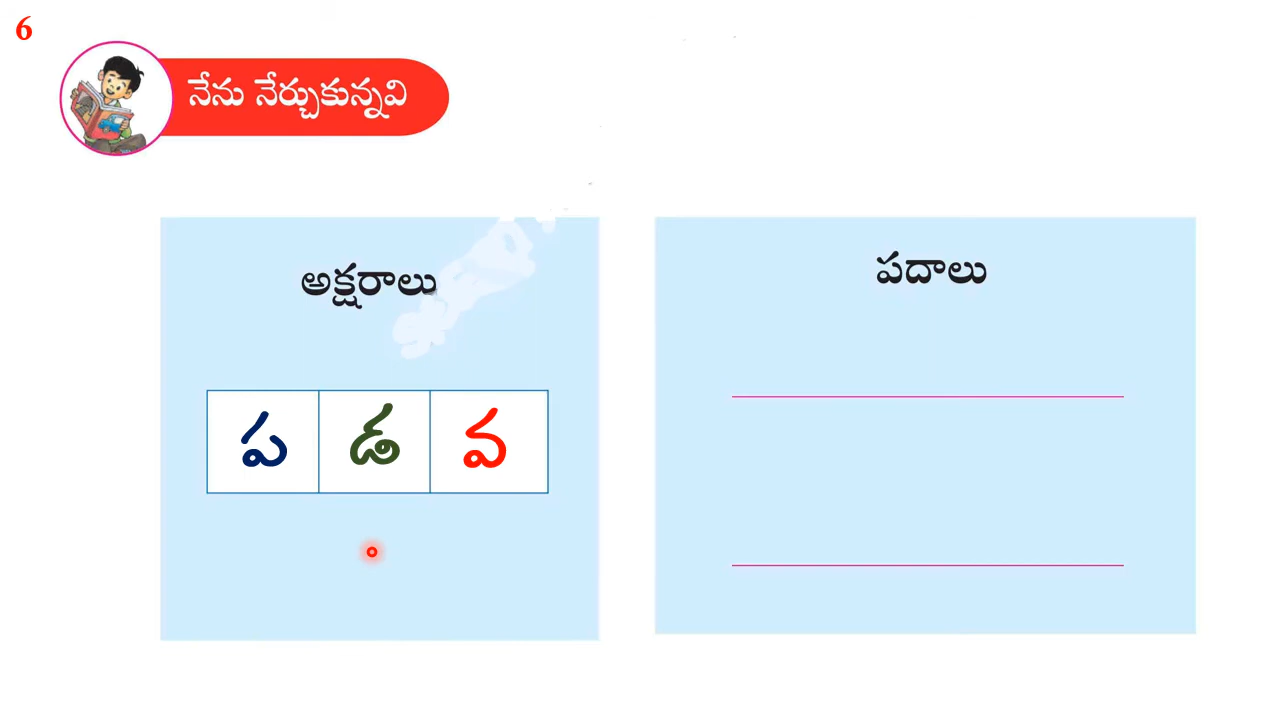 6
నేను నేర్చుకున్నవి
అక్షరాలు
ప డ వ
పదాలు